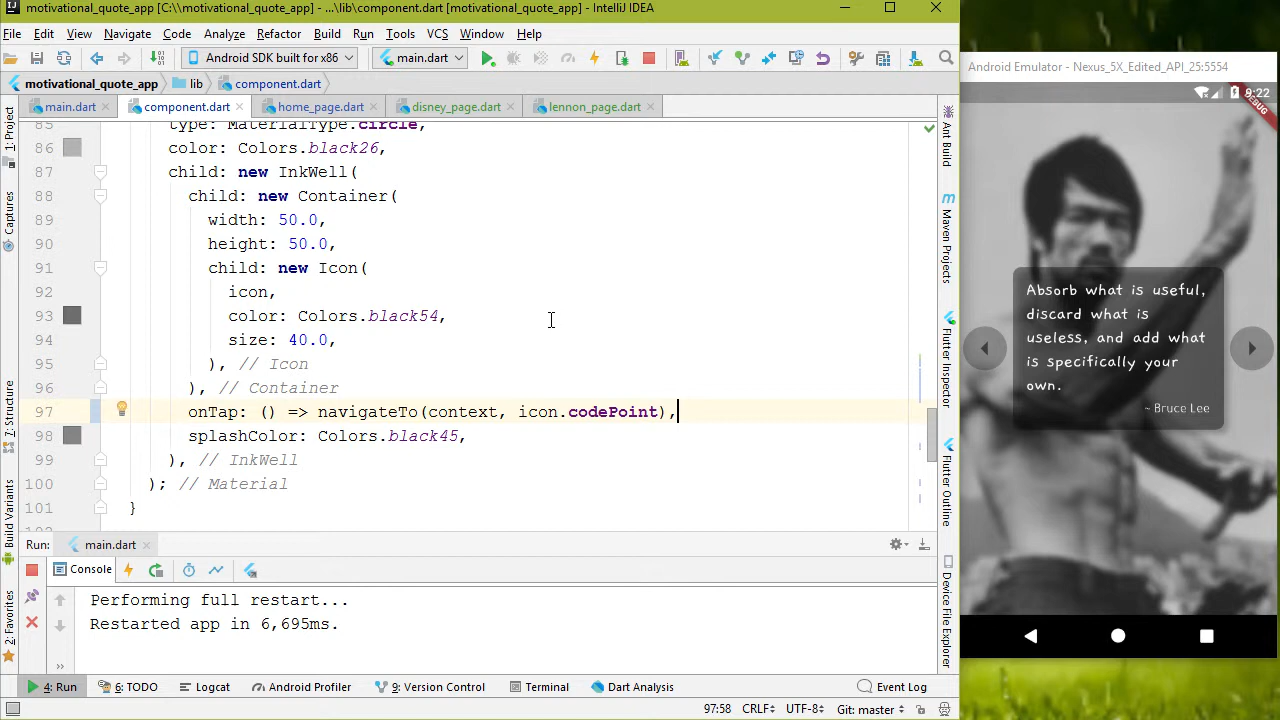 motivational_quote_app [C:\\motivational_quote_app] - ...\lib\component.dart [motivational_quote_app] - IntelliJ IDEA
File Edit View Navigate Code Analyze Refactor Build Run Tools VCS Window Help
Android SDK built for x86 main.dart
motivational_quote_app lib component.dart
main.dart component.dart home_page.dart disney_page.dart lennon_page.dart
85 type: MaterialType.circle,
86 color: Colors.black26,
87 child: new InkWell(
88 child: new Container(
89 width: 50.0,
90 height: 50.0,
91 child: new Icon(
92 icon,
93 color: Colors.black54,
94 size: 40.0,
95 ), // Icon
96 ), // Container
97 onTap: () => navigateTo(context, icon.codePoint),
98 splashColor: Colors.black45,
99 ), // InkWell
100 ); // Material
101 }
1: Project
Captures
7: Structure
Build Variants
2: Favorites
Ant Build
Maven Projects
Flutter Inspector
Flutter Outline
Device File Explorer
Run: main.dart
Console
Performing full restart...
Restarted app in 6,695ms.
4: Run 6: TODO Logcat Android Profiler 9: Version Control Terminal Dart Analysis Event Log
97:58 CRLF UTF-8 Git: master
Android Emulator - Nexus_5X_Edited_API_25:5554
9:22
DEBUG
Absorb what is useful,
discard what is
useless, and add what
is specifically your
own.
~ Bruce Lee